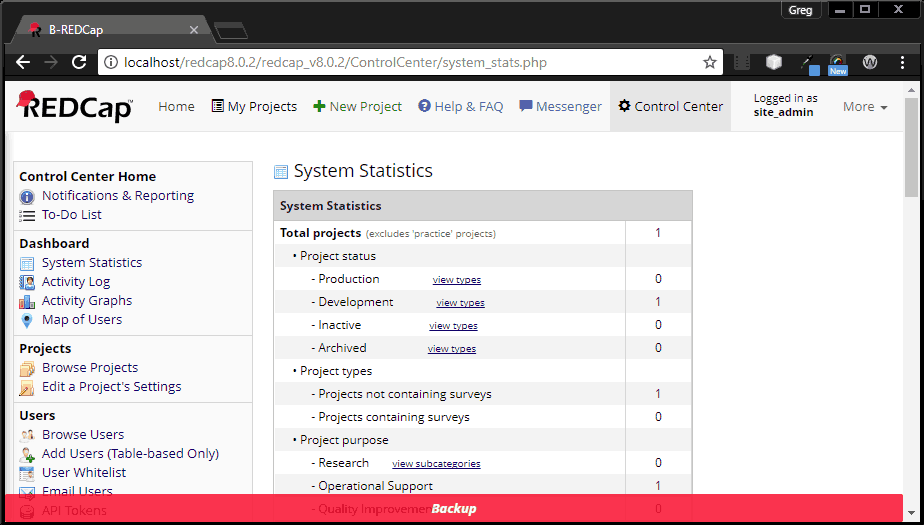 Greg
B-REDCap
localhost/redcap8.0.2/redcap_v8.0.2/ControlCenter/system_stats.php
New
REDCap™
Home
My Projects
New Project
Help & FAQ
Messenger
Control Center
Logged in as
site_admin
More
Control Center Home
Notifications & Reporting
To-Do List
Dashboard
System Statistics
Activity Log
Activity Graphs
Map of Users
Projects
Browse Projects
Edit a Project's Settings
Users
Browse Users
Add Users (Table-based Only)
User Whitelist
Email Users
API Tokens
System Statistics
System Statistics
Total projects (excludes 'practice' projects) 1
• Project status
- Production view types 0
- Development view types 1
- Inactive view types 0
- Archived view types 0
• Project types
- Projects not containing surveys 1
- Projects containing surveys 0
• Project purpose
- Research view subcategories 0
- Operational Support 1
- Quality Improvement 0
Backup